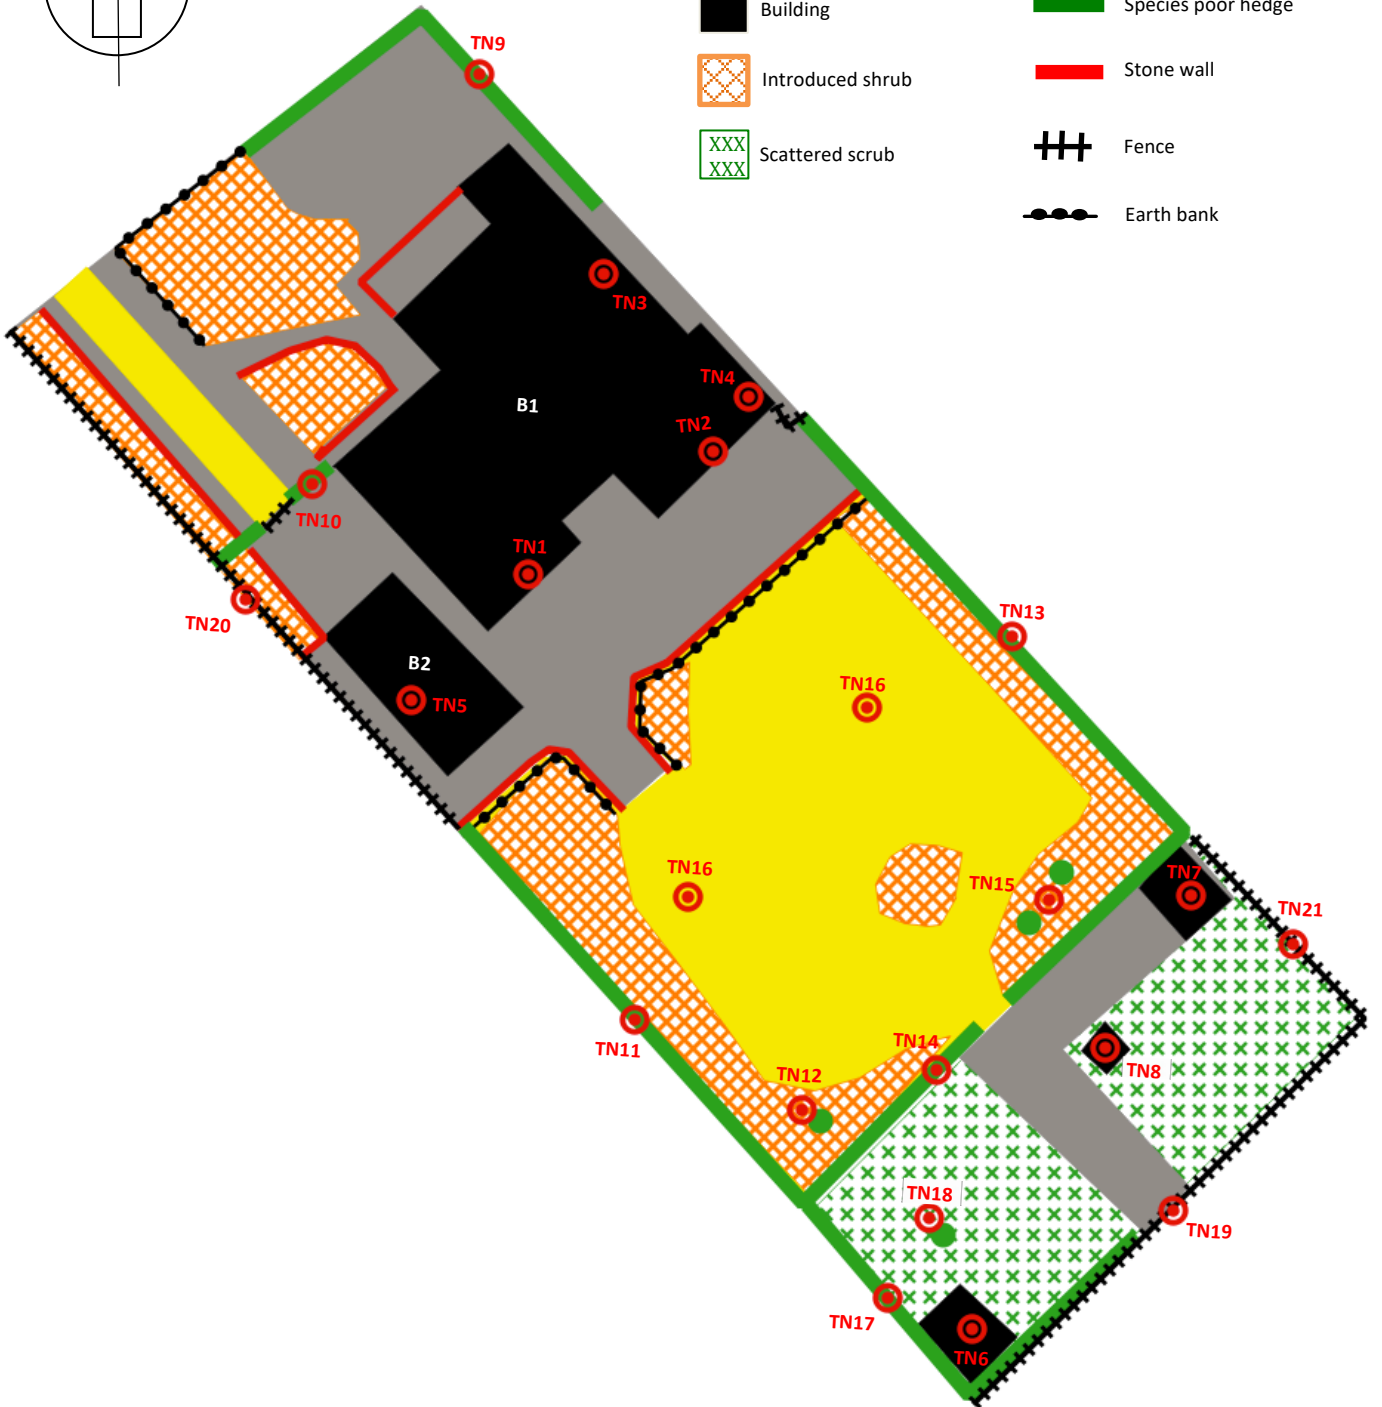 Building
Species poor hedge
Introduced shrub
Stone wall
XXX
XXX
Scattered scrub
Fence
Earth bank
TN9
TN3
TN4
B1
TN2
TN10
TN1
TN20
TN13
B2
TN5
TN16
TN16
TN15
TN7
TN21
TN14
TN11
TN12
TN8
TN18
TN19
TN17
TN6